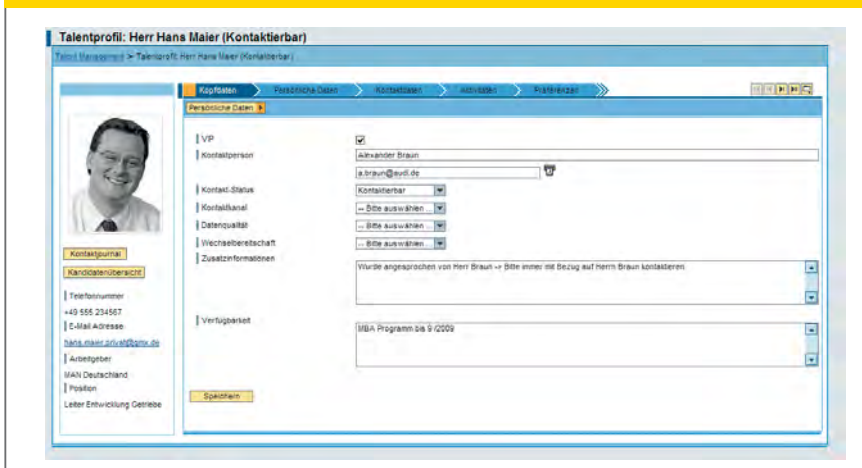 Talentprofil: Herr Hans Maier (Kontaktierbar)
Talent Management > Talentprofil: Herr Hans Maier (Kontaktierbar)
Kopfdaten Persönliche Daten Kontaktdaten Aktivitäten Präferenzen
Persönliche Daten
VIP
Kontaktperson Alexander Braun
a.braun@audi.de
Kontakt-Status Kontaktierbar
Kontaktkanal -- Bitte auswählen ...
Datenqualität -- Bitte auswählen ...
Wechselbereitschaft -- Bitte auswählen ...
Zusatzinformationen
Wurde angesprochen von Herr Braun -> Bitte immer mit Bezug auf Herrn Braun kontaktieren
Verfügbarkeit
MBA Programm bis 9 /2009
Speichern
Kontaktjournal
Kandidatenübersicht
Telefonnummer
+49 555 234567
E-Mail Adresse
hans.maier.privat@gmx.de
Arbeitgeber
MAN Deutschland
Position
Leiter Entwicklung Getriebe